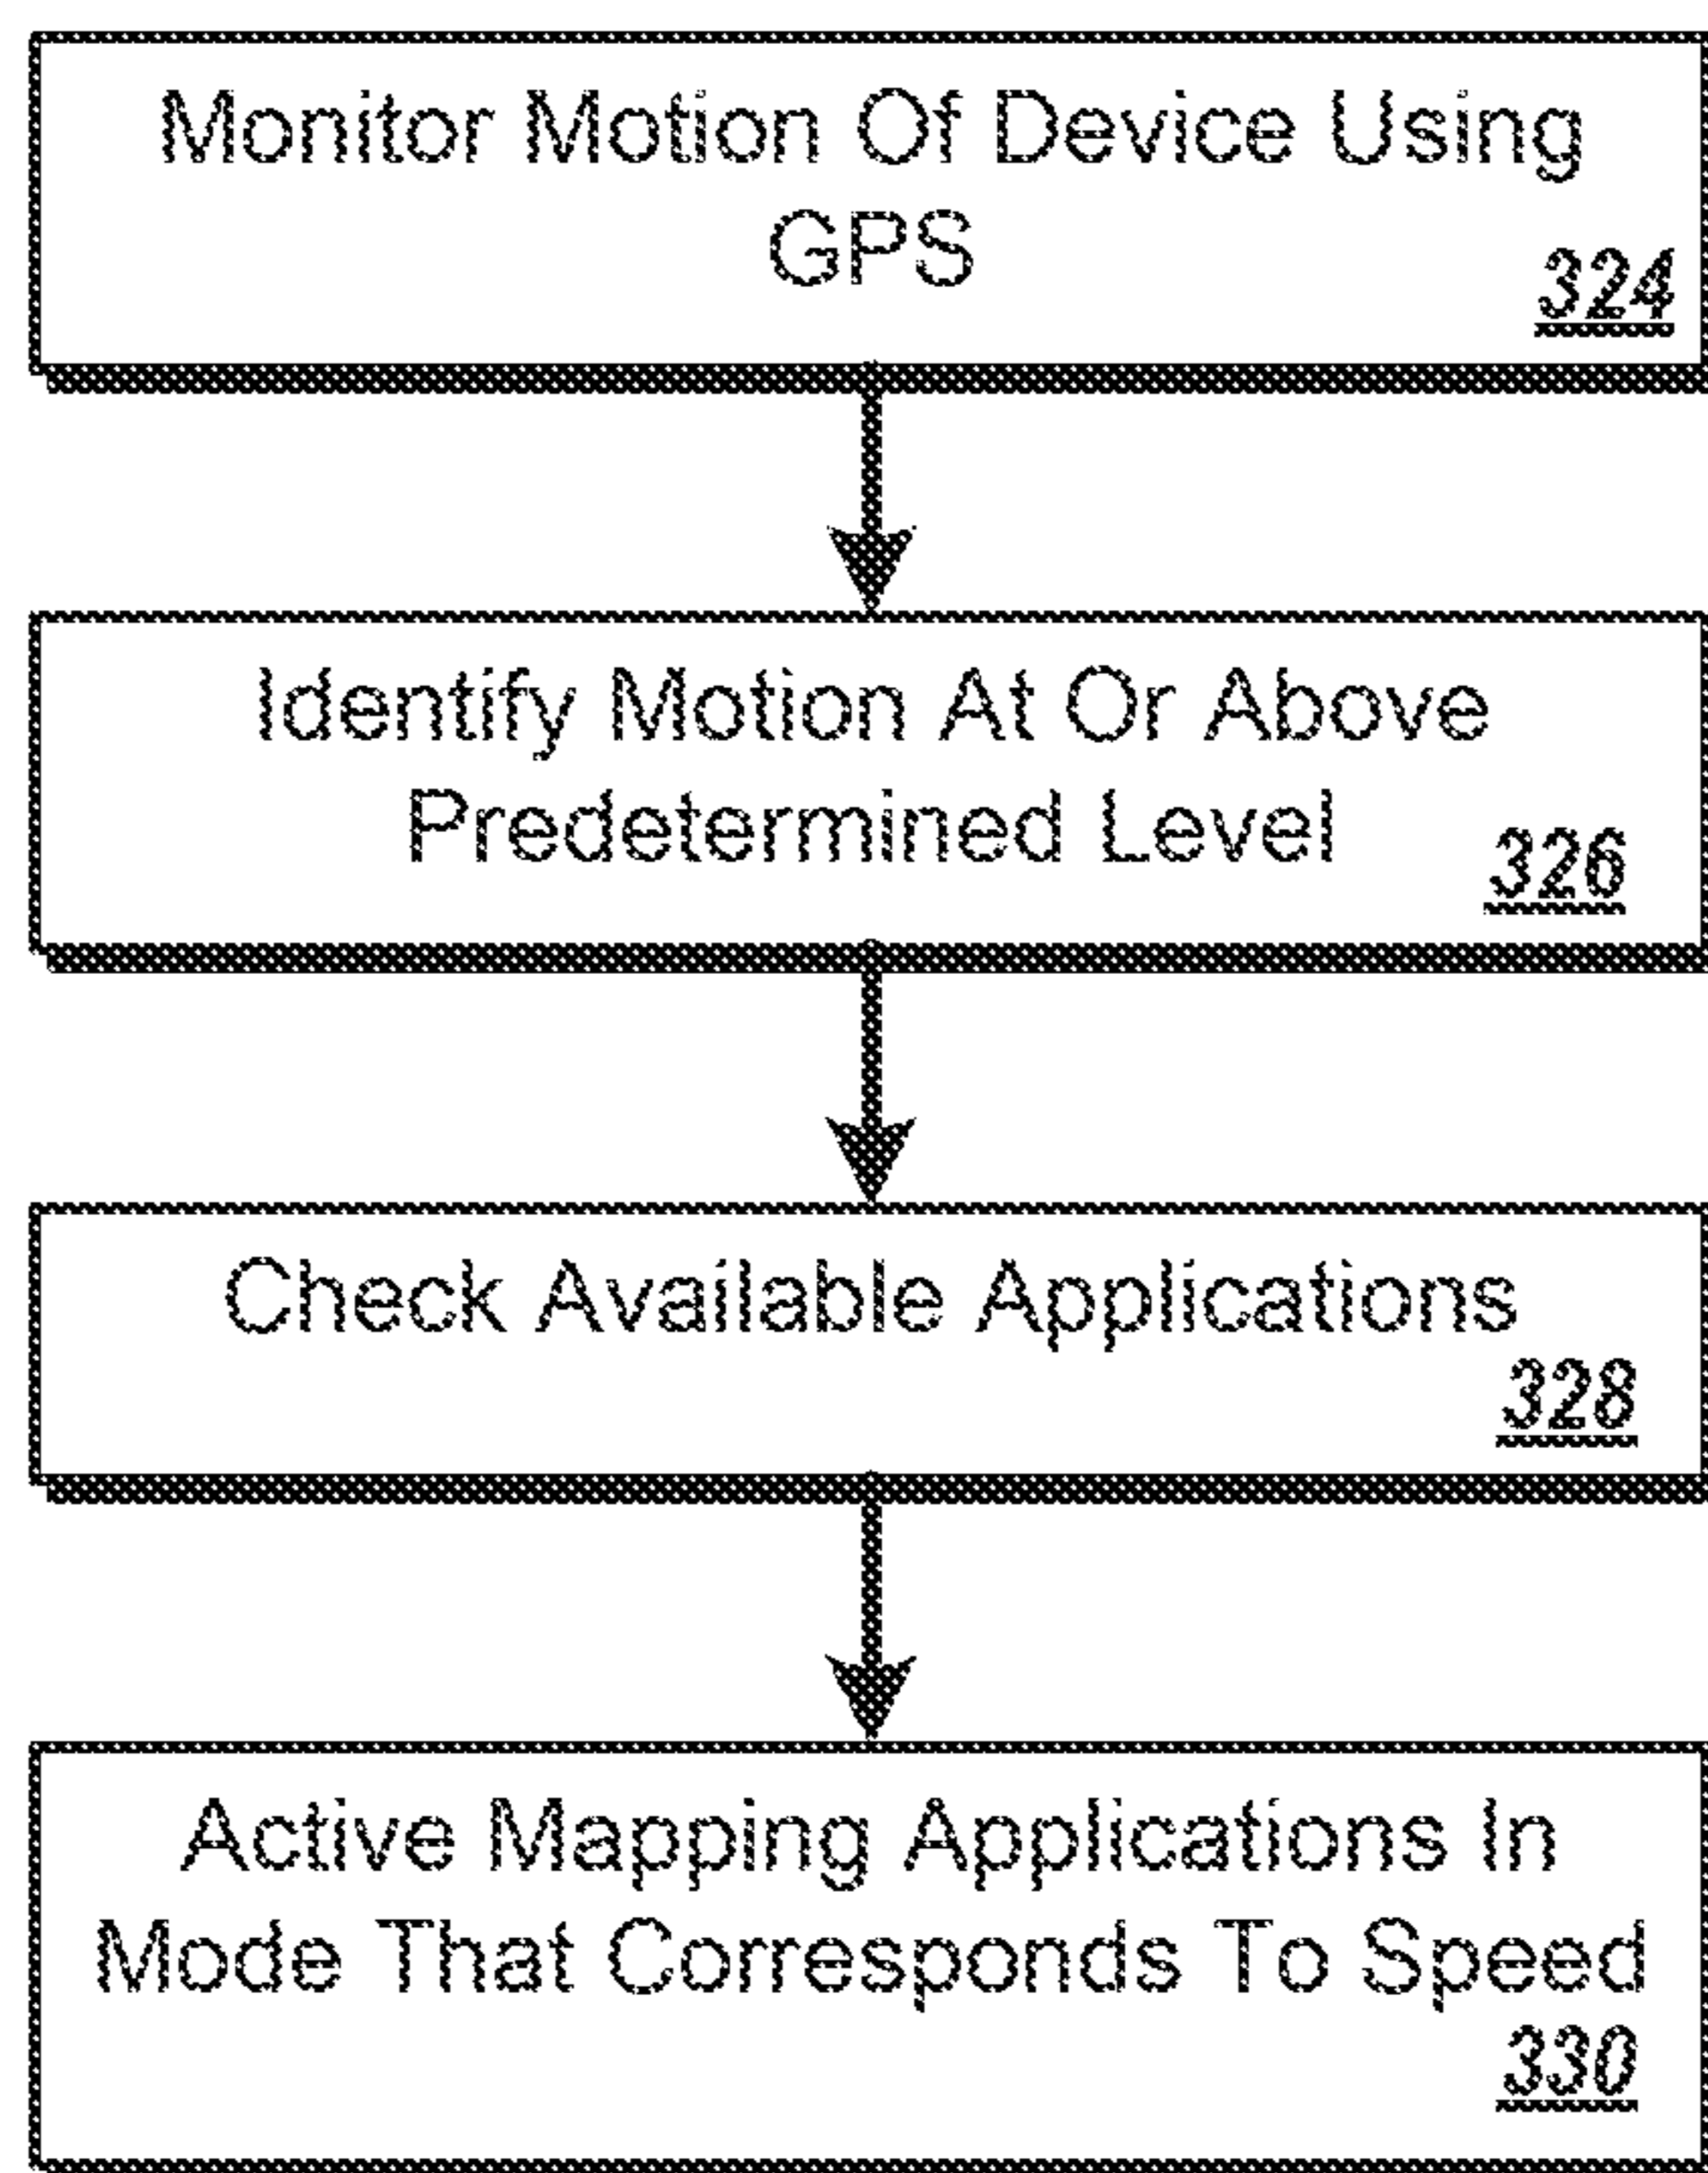 Monitor Motion Of Device Using
GPS
324
Identify Motion At Or Above
Predetermined Level
326
Check Available Applications
328
Active Mapping Applications In
Mode That Corresponds To Speed
330